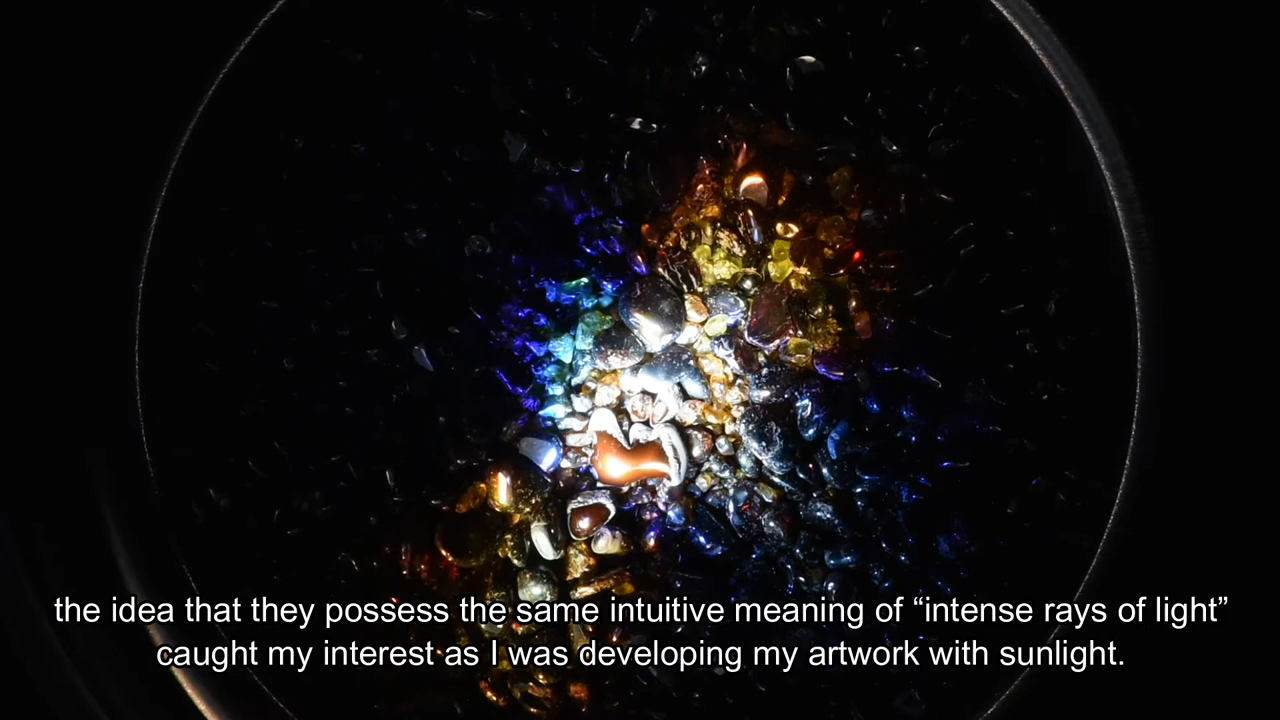 the idea that they possess the same intuitive meaning of “intense rays of light”
caught my interest as I was developing my artwork with sunlight.